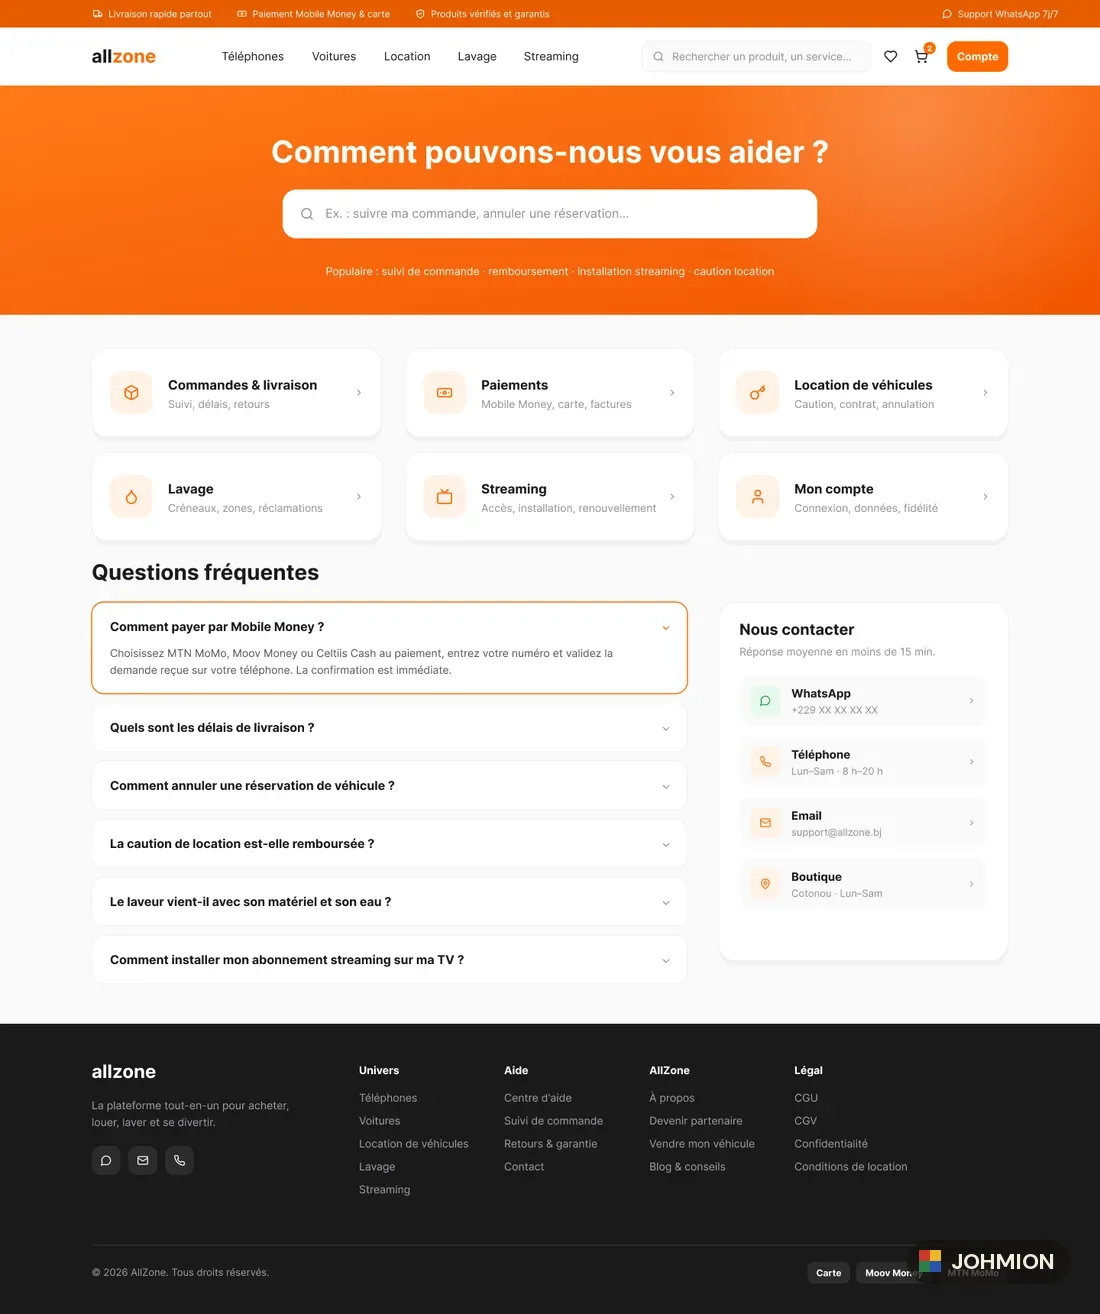 Livraison rapide partout
Paiement Mobile Money & carte
Produits vérifiés et garantis
Support WhatsApp 7j/7
allzone
Téléphones
Voitures
Location
Lavage
Streaming
Rechercher un produit, un service...
2
Compte
Comment pouvons-nous vous aider ?
Ex. : suivre ma commande, annuler une réservation...
Populaire : suivi de commande · remboursement · installation streaming · caution location
Commandes & livraison
Suivi, délais, retours
Paiements
Mobile Money, carte, factures
Location de véhicules
Caution, contrat, annulation
Lavage
Créneaux, zones, réclamations
Streaming
Accès, installation, renouvellement
Mon compte
Connexion, données, fidélité
Questions fréquentes
Comment payer par Mobile Money ?
Choisissez MTN MoMo, Moov Money ou Celtiis Cash au paiement, entrez votre numéro et validez la
demande reçue sur votre téléphone. La confirmation est immédiate.
Quels sont les délais de livraison ?
Comment annuler une réservation de véhicule ?
La caution de location est-elle remboursée ?
Le laveur vient-il avec son matériel et son eau ?
Comment installer mon abonnement streaming sur ma TV ?
Nous contacter
Réponse moyenne en moins de 15 min.
WhatsApp
+229 XX XX XX XX
Téléphone
Lun–Sam · 8 h–20 h
Email
support@allzone.bj
Boutique
Cotonou · Lun–Sam
allzone
La plateforme tout-en-un pour acheter,
louer, laver et se divertir.
Univers
Téléphones
Voitures
Location de véhicules
Lavage
Streaming
Aide
Centre d'aide
Suivi de commande
Retours & garantie
Contact
AllZone
À propos
Devenir partenaire
Vendre mon véhicule
Blog & conseils
Légal
CGU
CGV
Confidentialité
Conditions de location
© 2026 AllZone. Tous droits réservés.
Carte
Moov Money
MTN MoMo
JOHMION